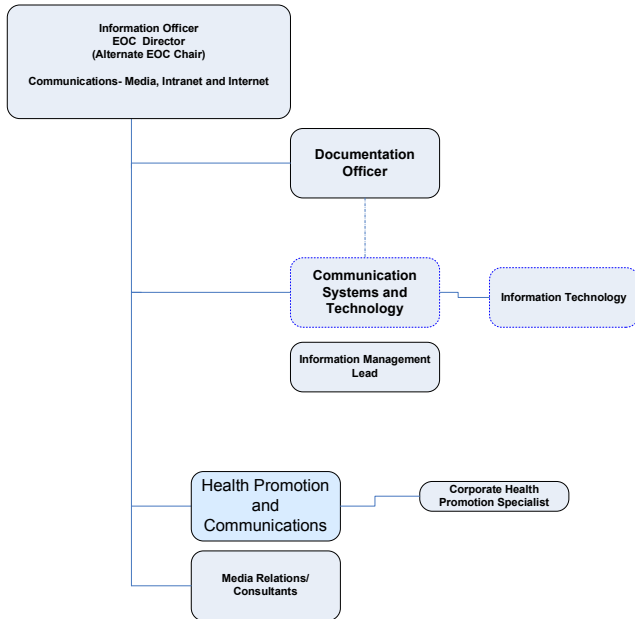 Information Officer
EOC Director
(Alternate EOC Chair)
Communications- Media, Intranet and Internet
Documentation
Officer
Communication
Systems and
Technology
Information Technology
Information Management
Lead
Health Promotion
and
Communications
Corporate Health
Promotion Specialist
Media Relations/
Consultants